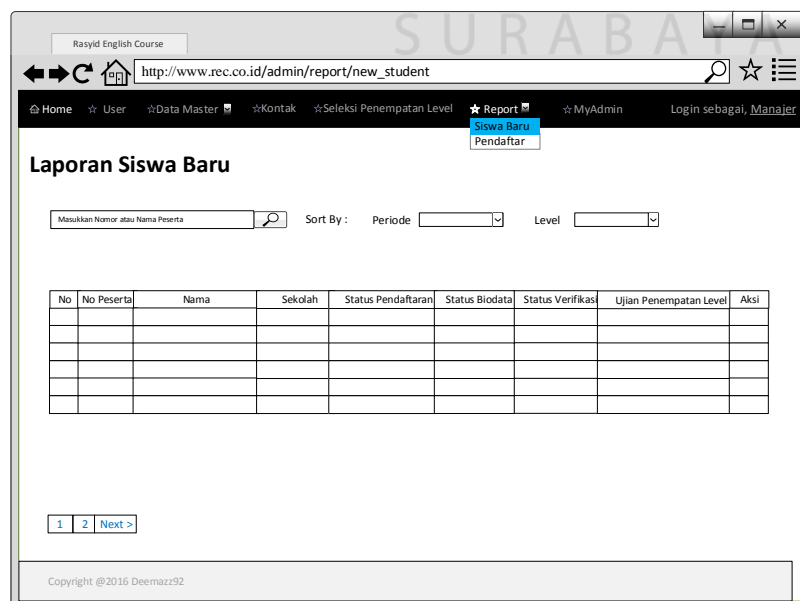 SURABAYA
Rasyid English Course
http://www.rec.co.id/admin/report/new_student
Home User Data Master Kontak Seleksi Penempatan Level Report MyAdmin Login sebagai, Manajer
Siswa Baru
Pendaftar
Laporan Siswa Baru
Masukkan Nomor atau Nama Peserta Sort By : Periode Level
No No Peserta Nama Sekolah Status Pendaftaran Status Biodata Status Verifikasi Ujian Penempatan Level Aksi
1 2 Next >
Copyright @2016 Deemazz92